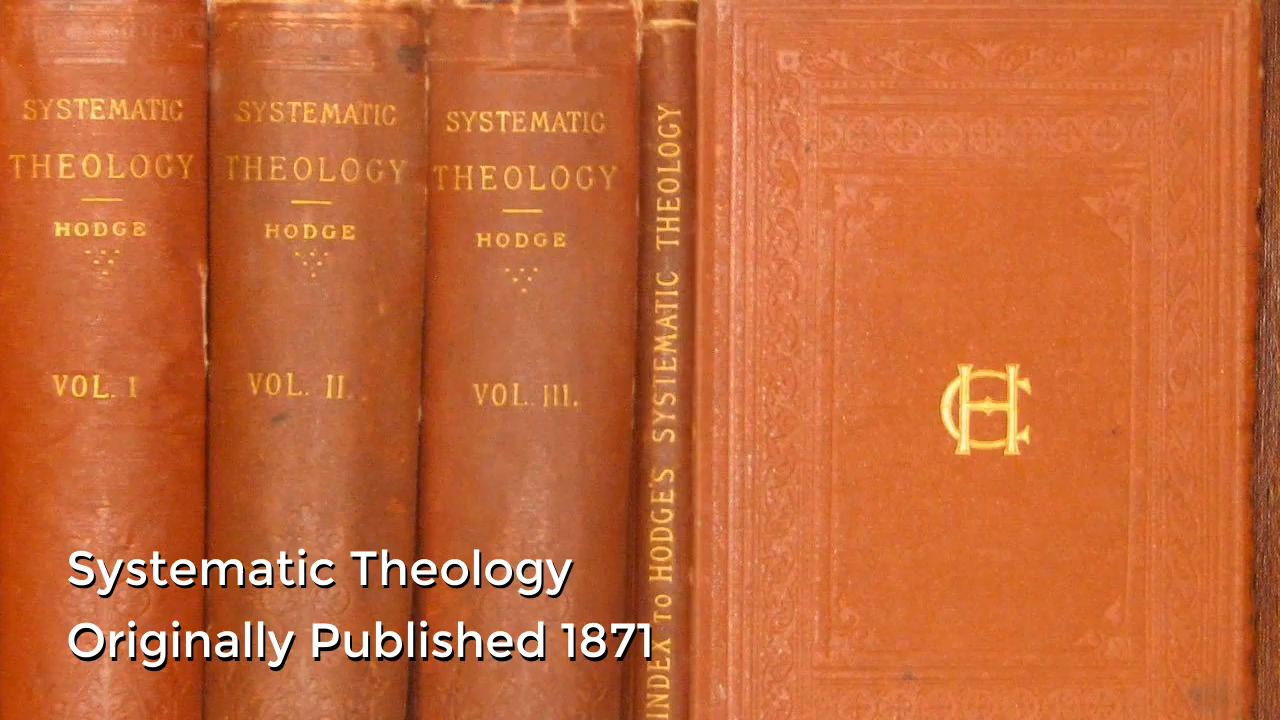 SYSTEMATIC
THEOLOGY
HODGE
VOL. I
SYSTEMATIC
THEOLOGY
HODGE
VOL. II.
SYSTEMATIC
THEOLOGY
HODGE
VOL. III.
INDEX TO HODGE'S SYSTEMATIC THEOLOGY
CH
Systematic Theology
Originally Published 1871